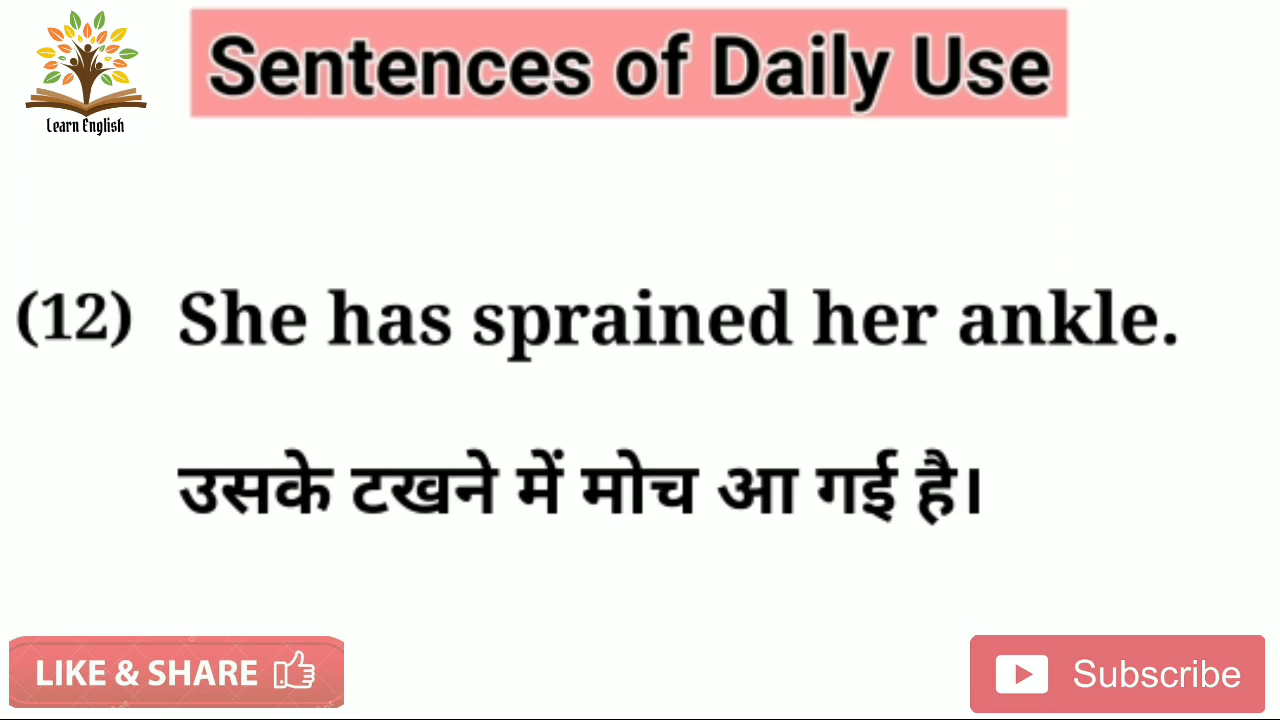 Sentences of Daily Use
Learn English
(12) She has sprained her ankle.
उसके टखने में मोच आ गई है।
LIKE & SHARE
Subscribe